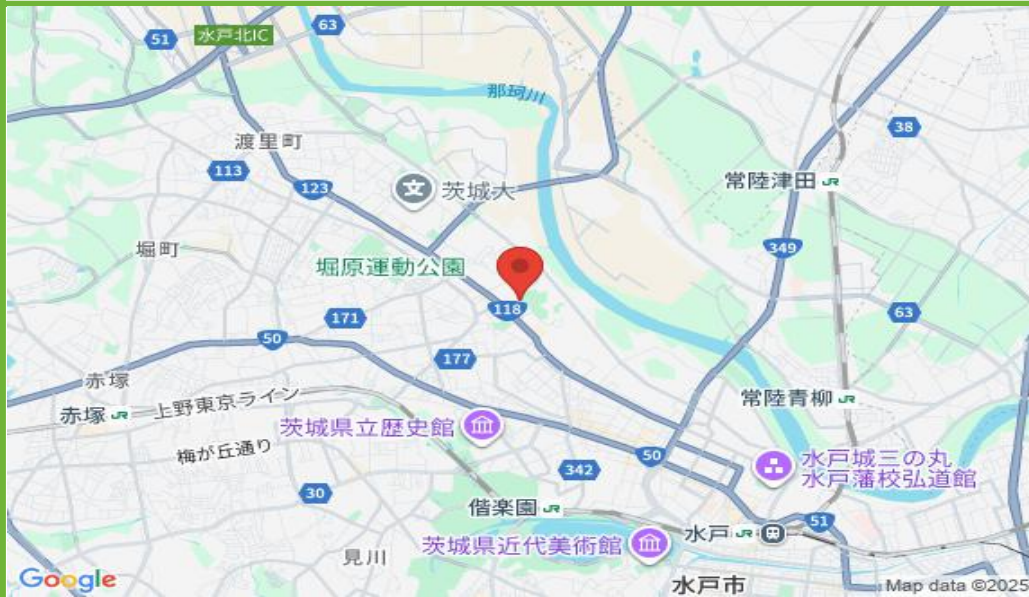 51
水戸北IC
63
那珂川
渡里町
38
113
123
茨城大
常陸津田 JR
堀町
349
堀原運動公園
118
171
63
50
177
赤塚
赤塚 JR
上野東京ライン
常陸青柳 JR
茨城県立歴史館
梅が丘通り
50
水戸城三の丸
水戸藩校弘道館
342
30
偕楽園 JR
51
水戸 JR
茨城県近代美術館
見川
Google
水戸市
Map data ©2025